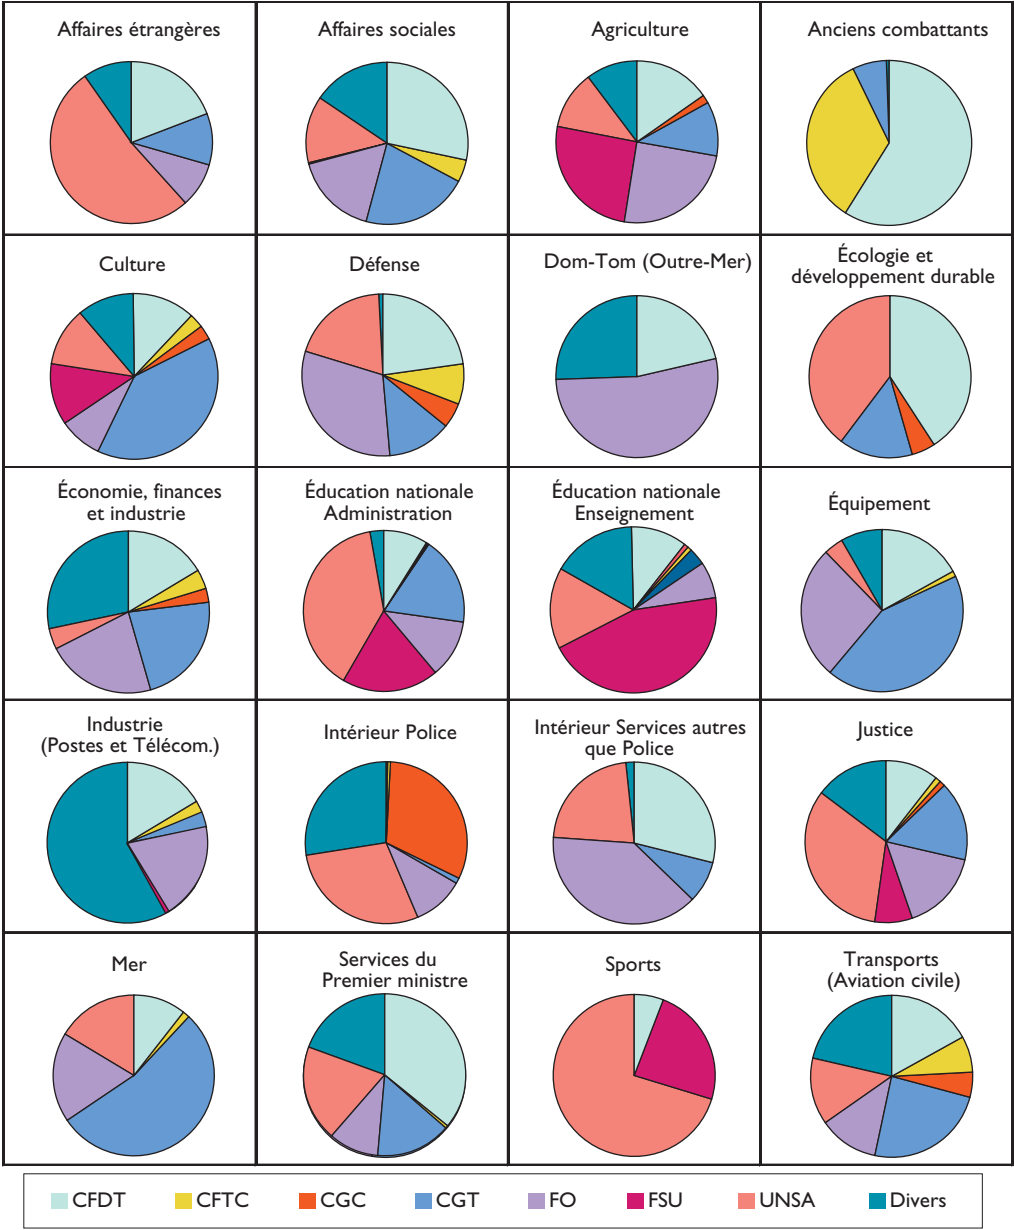 Affaires étrangères
Affaires sociales
Agriculture
Anciens combattants
Culture
Défense
Dom-Tom (Outre-Mer)
Écologie et
développement durable
Économie, finances
et industrie
Éducation nationale
Administration
Éducation nationale
Enseignement
Équipement
Industrie
(Postes et Télécom.)
Intérieur Police
Intérieur Services autres
que Police
Justice
Mer
Services du
Premier ministre
Sports
Transports
(Aviation civile)
CFDT CFTC CGC CGT FO FSU UNSA Divers